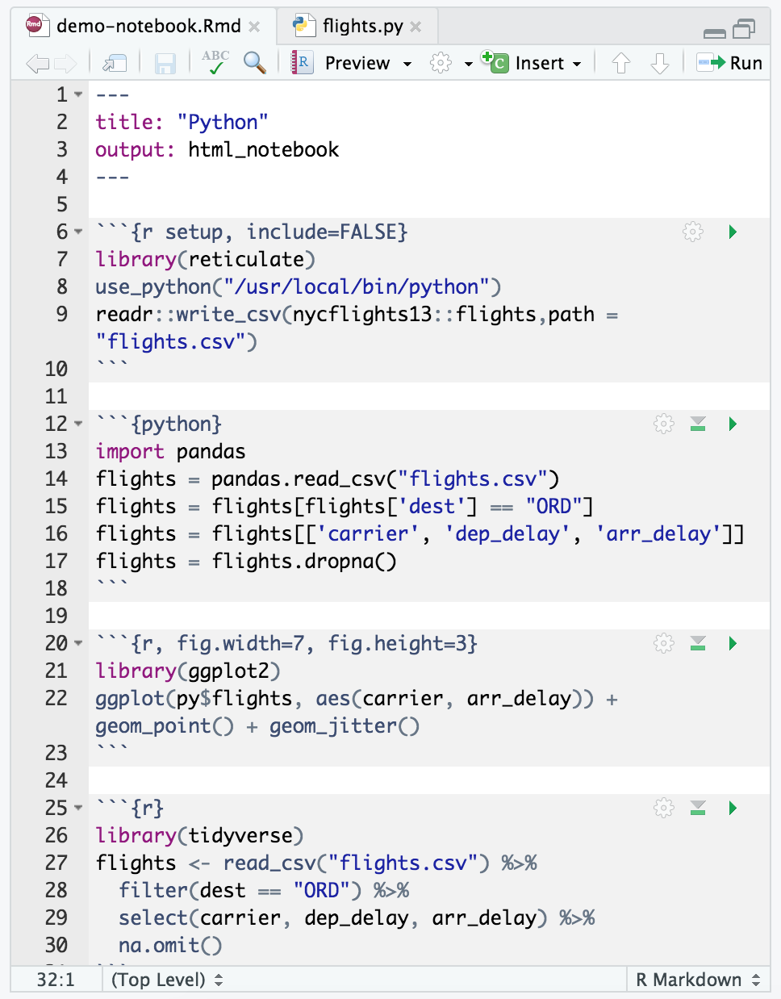 demo-notebook.Rmd × flights.py ×
ABC Preview Insert Run
1 ---
2 title: "Python"
3 output: html_notebook
4 ---
5
6 ```{r setup, include=FALSE}
7 library(reticulate)
8 use_python("/usr/local/bin/python")
9 readr::write_csv(nycflights13::flights,path =
"flights.csv")
10 ```
11
12 ```{python}
13 import pandas
14 flights = pandas.read_csv("flights.csv")
15 flights = flights[flights['dest'] == "ORD"]
16 flights = flights[['carrier', 'dep_delay', 'arr_delay']]
17 flights = flights.dropna()
18 ```
19
20 ```{r, fig.width=7, fig.height=3}
21 library(ggplot2)
22 ggplot(py$flights, aes(carrier, arr_delay)) +
geom_point() + geom_jitter()
23 ```
24
25 ```{r}
26 library(tidyverse)
27 flights <- read_csv("flights.csv") %>%
28   filter(dest == "ORD") %>%
29   select(carrier, dep_delay, arr_delay) %>%
30   na.omit()
32:1 (Top Level) R Markdown